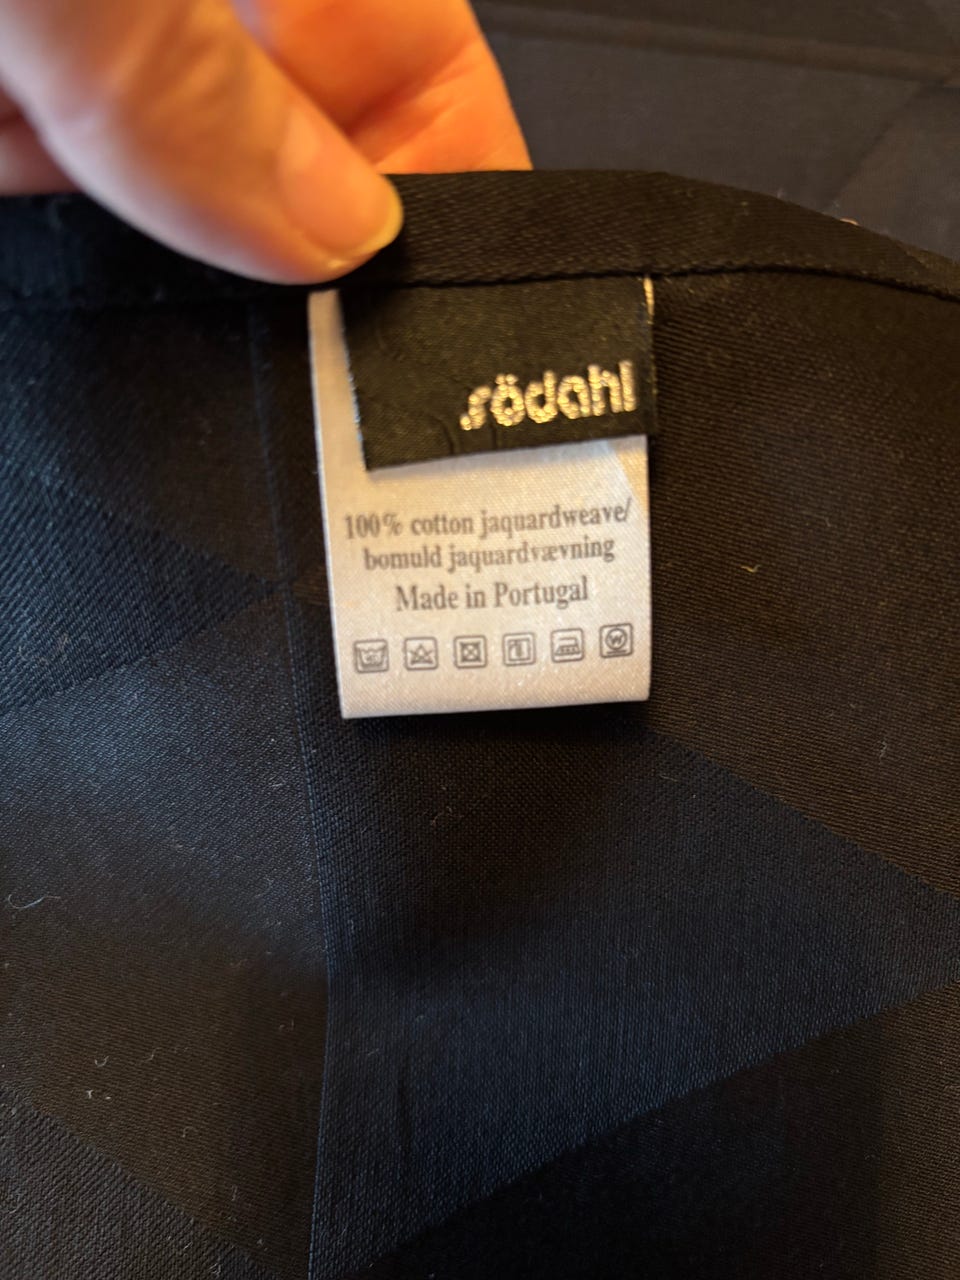 södahl
100% cotton jaquardweave/
bomuld jaquardvævning
Made in Portugal